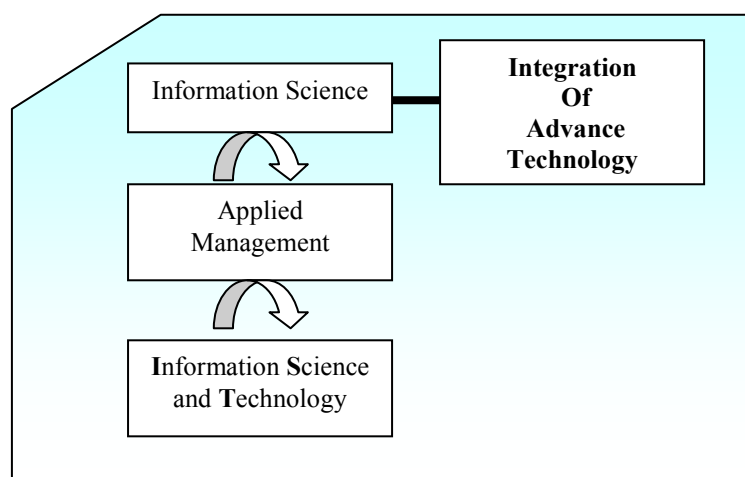 Information Science
Integration
Of
Advance
Technology
Applied
Management
Information Science
and Technology